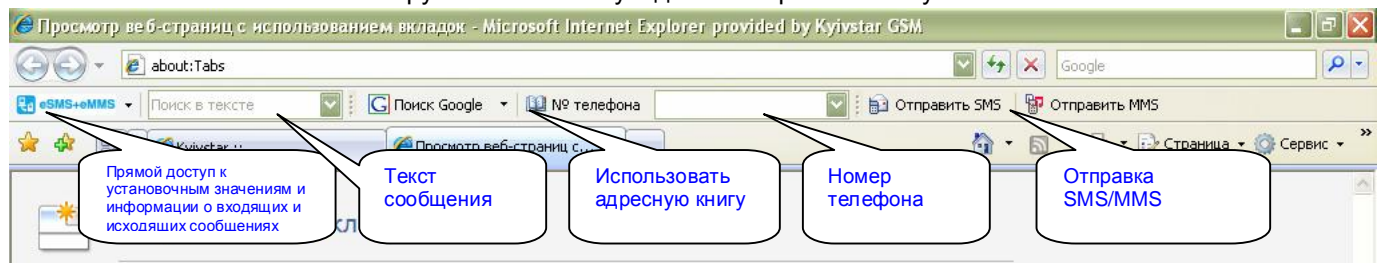 Просмотр веб-страниц с использованием вкладок - Microsoft Internet Explorer provided by Kyivstar GSM
about:Tabs
Google
eSMS+eMMS
Поиск в тексте
Поиск Google
№ телефона
Отправить SMS
Отправить MMS
Kyivstar ::
Просмотр веб-страниц с...
Страница
Сервис
»
Прямой доступ к
установочным значениям и
информации о входящих и
исходящих сообщениях
Текст
сообщения
Использовать
адресную книгу
Номер
телефона
Отправка
SMS/MMS